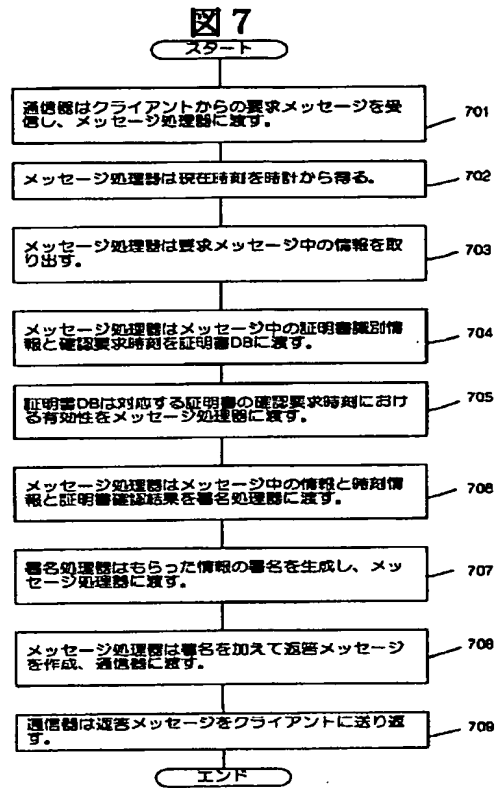 図7
スタート
通信器はクライアントからの要求メッセージを受
信し、メッセージ処理器に渡す。
701
メッセージ処理器は現在時刻を時計から得る。
702
メッセージ処理器は要求メッセージ中の情報を取
り出す。
703
メッセージ処理器はメッセージ中の証明書識別情
報と確認要求時刻を証明書DBに渡す。
704
証明書DBは対応する証明書の確認要求時刻におけ
る有効性をメッセージ処理器に渡す。
705
メッセージ処理器はメッセージ中の情報と時刻情
報と証明書確認結果を署名処理器に渡す。
706
署名処理器はもらった情報の署名を生成し、メッ
セージ処理器に渡す。
707
メッセージ処理器は署名を加えて返答メッセージ
を作成、通信器に渡す。
708
通信器は返答メッセージをクライアントに送り返
す。
709
エンド